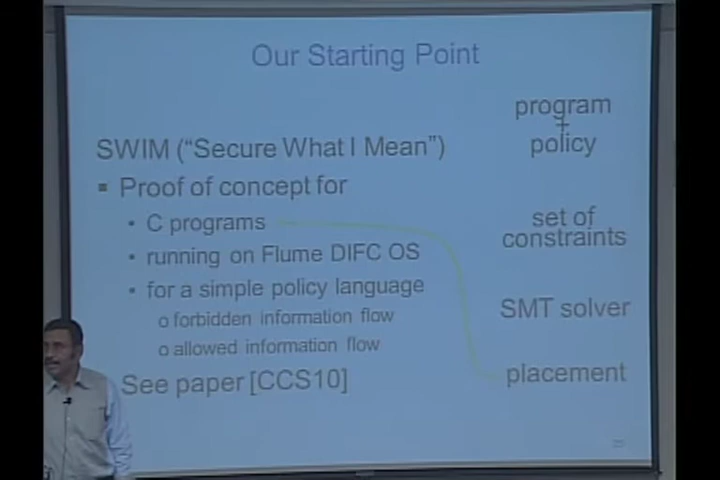 Our Starting Point
SWIM ("Secure What I Mean")
▪ Proof of concept for
• C programs
• running on Flume DIFC OS
• for a simple policy language
o forbidden information flow
o allowed information flow
See paper [CCS10]
program
+
policy
set of
constraints
SMT solver
placement